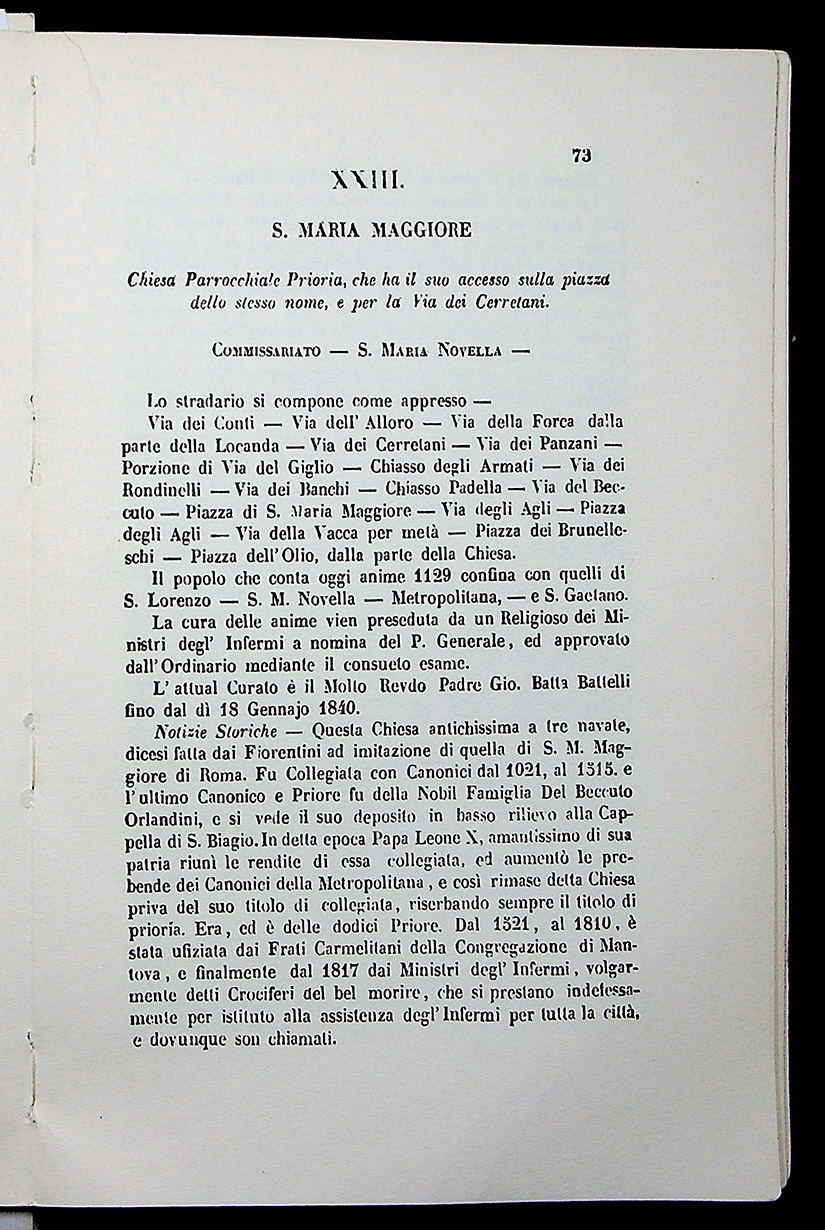 73
XXIII.
S. MARIA MAGGIORE
Chiesa Parrocchiale Prioria, che ha il suo accesso sulla piazza
dello stesso nome, e per la Via dei Cerretani.
COMMISSARIATO — S. MARIA NOVELLA —
Lo stradario si compone come appresso —
Via dei Conti — Via dell' Alloro — Via della Forca dalla
parte della Locanda — Via dei Cerretani — Via dei Panzani —
Porzione di Via del Giglio — Chiasso degli Armati — Via dei
Rondinelli — Via dei Banchi — Chiasso Padella — Via del Bec-
cuto — Piazza di S. Maria Maggiore — Via degli Agli — Piazza
degli Agli — Via della Vacca per metà — Piazza dei Brunelle-
schi — Piazza dell'Olio, dalla parte della Chiesa.
Il popolo che conta oggi anime 1129 confina con quelli di
S. Lorenzo — S. M. Novella — Metropolitana, — e S. Gaetano.
La cura delle anime vien preseduta da un Religioso dei Mi-
nistri degl' Infermi a nomina del P. Generale, ed approvato
dall'Ordinario mediante il consueto esame.
L' attual Curato è il Molto Revdo Padre Gio. Batta Battelli
fino dal dì 18 Gennajo 1840.
Notizie Storiche — Questa Chiesa antichissima a tre navate,
dicesi fatta dai Fiorentini ad imitazione di quella di S. M. Mag-
giore di Roma. Fu Collegiata con Canonici dal 1021, al 1515. e
l'ultimo Canonico e Priore fu della Nobil Famiglia Del Beccuto
Orlandini, e si vede il suo deposito in basso rilievo alla Cap-
pella di S. Biagio. In detta epoca Papa Leone X, amantissimo di sua
patria riunì le rendite di essa collegiata, ed aumentò le pre-
bende dei Canonici della Metropolitana, e così rimase detta Chiesa
priva del suo titolo di collegiata, riserbando sempre il titolo di
prioria. Era, ed è delle dodici Priore. Dal 1521, al 1810, è
stata ufiziata dai Frati Carmelitani della Congregazione di Man-
tova, e finalmente dal 1817 dai Ministri degl' Infermi, volgar-
mente detti Crociferi del bel morire, che si prestano indefessa-
mente per istituto alla assistenza degl'Infermi per tutta la città,
e dovunque son chiamati.